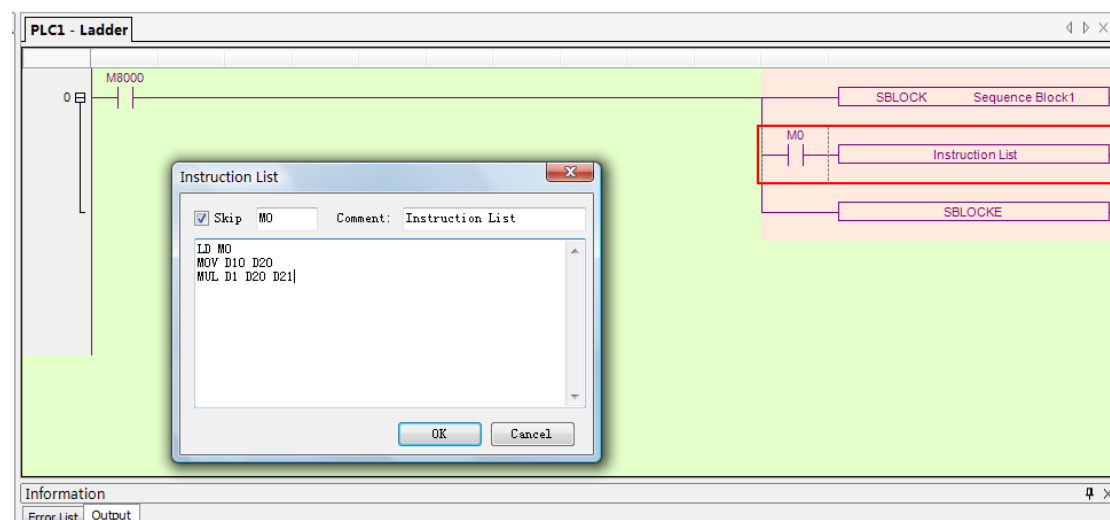 PLC1 - Ladder
M8000
0
SBLOCK Sequence Block1
M0
Instruction List
SBLOCKE
Instruction List
Skip M0 Comment: Instruction List
LD M0
MOV D10 D20
MUL D1 D20 D21
OK Cancel
Information
Error List Output